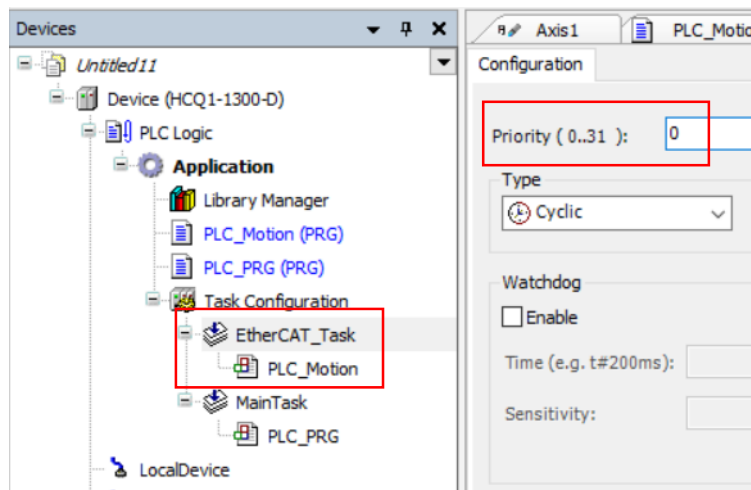 Devices
Untitled11
Device (HCQ1-1300-D)
PLC Logic
Application
Library Manager
PLC_Motion (PRG)
PLC_PRG (PRG)
Task Configuration
EtherCAT_Task
PLC_Motion
MainTask
PLC_PRG
LocalDevice
Axis1
PLC_Motio
Configuration
Priority ( 0..31 ):
0
Type
Cyclic
Watchdog
Enable
Time (e.g. t#200ms):
Sensitivity: